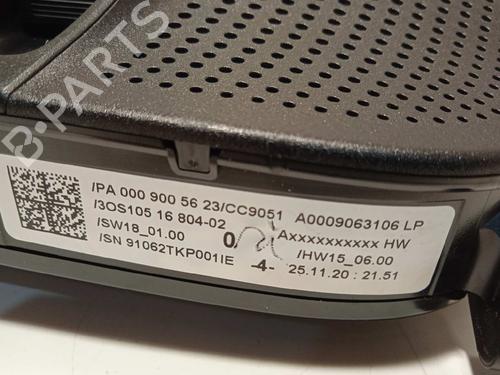 B-PARTS
/PA 000 900 56 23/CC9051 A0009063106 LP
/3OS105 16 804-02 Axxxxxxxxxx HW
/SW18_01.00 0/ /HW15_06.00
/SN 91062TKP001IE -4- 25.11.20 : 21.51